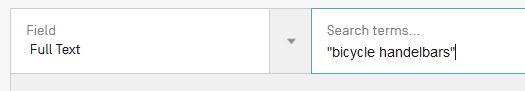 Field
Full Text
Search terms...
"bicycle handelbars"